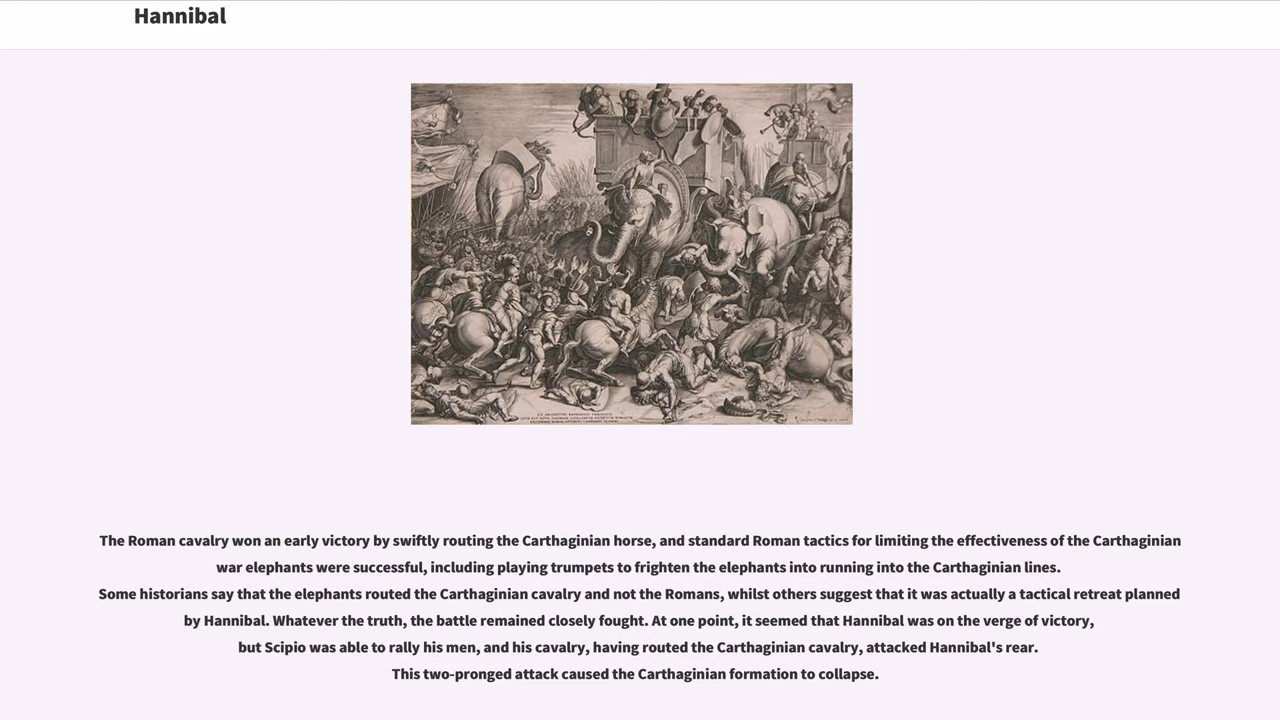 Hannibal
The Roman cavalry won an early victory by swiftly routing the Carthaginian horse, and standard Roman tactics for limiting the effectiveness of the Carthaginian
war elephants were successful, including playing trumpets to frighten the elephants into running into the Carthaginian lines.
Some historians say that the elephants routed the Carthaginian cavalry and not the Romans, whilst others suggest that it was actually a tactical retreat planned
by Hannibal. Whatever the truth, the battle remained closely fought. At one point, it seemed that Hannibal was on the verge of victory,
but Scipio was able to rally his men, and his cavalry, having routed the Carthaginian cavalry, attacked Hannibal's rear.
This two-pronged attack caused the Carthaginian formation to collapse.